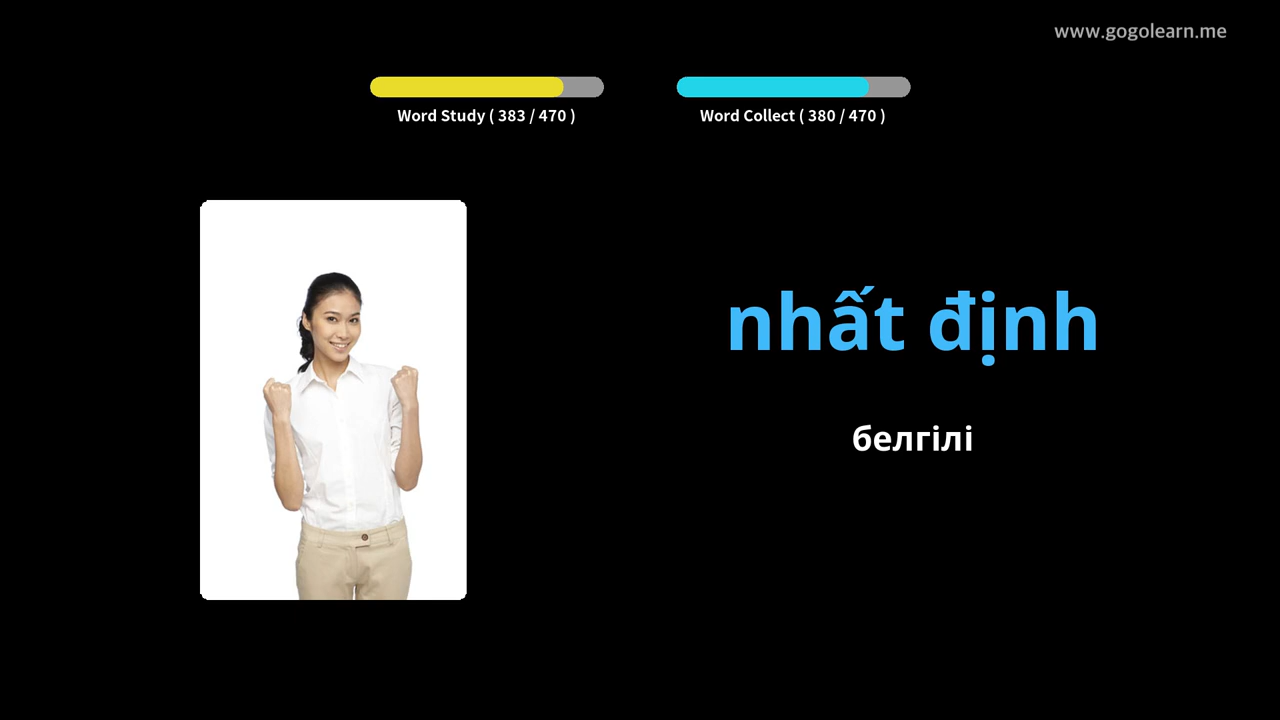 www.gogolearn.me
Word Study ( 383 / 470 )
Word Collect ( 380 / 470 )
nhất định
белгілі